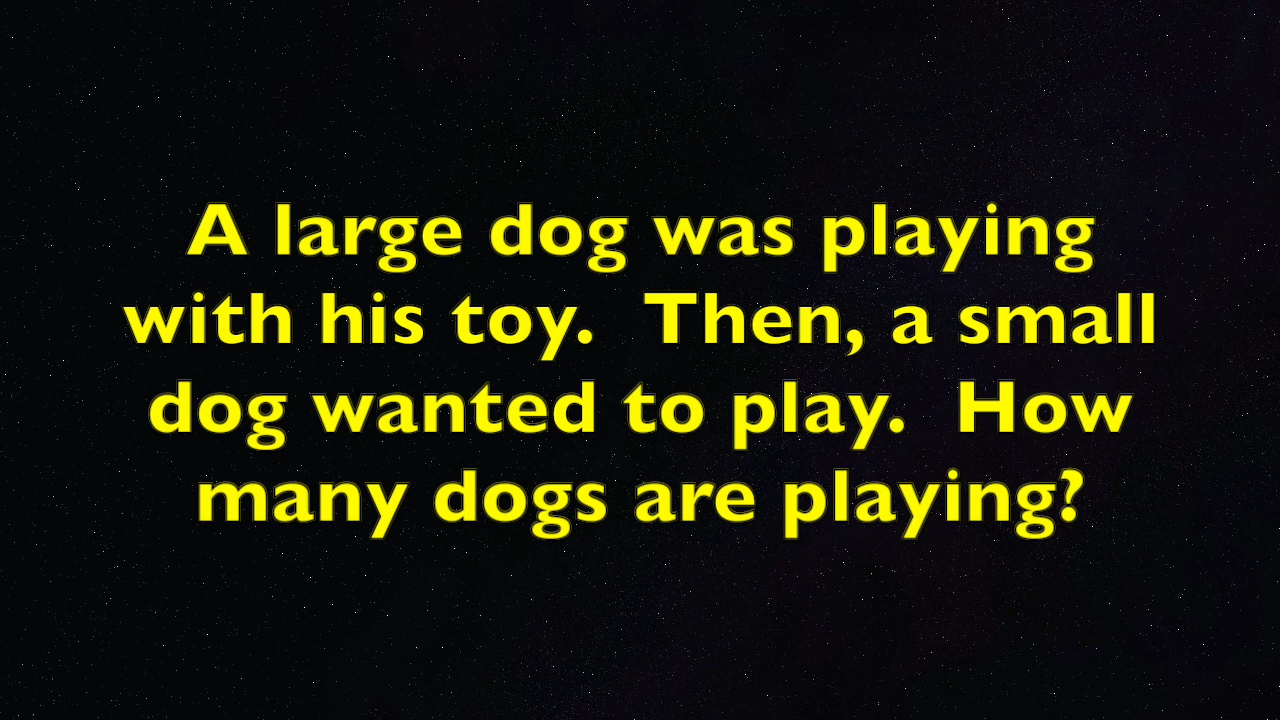 A large dog was playing
with his toy.  Then, a small
dog wanted to play.  How
many dogs are playing?